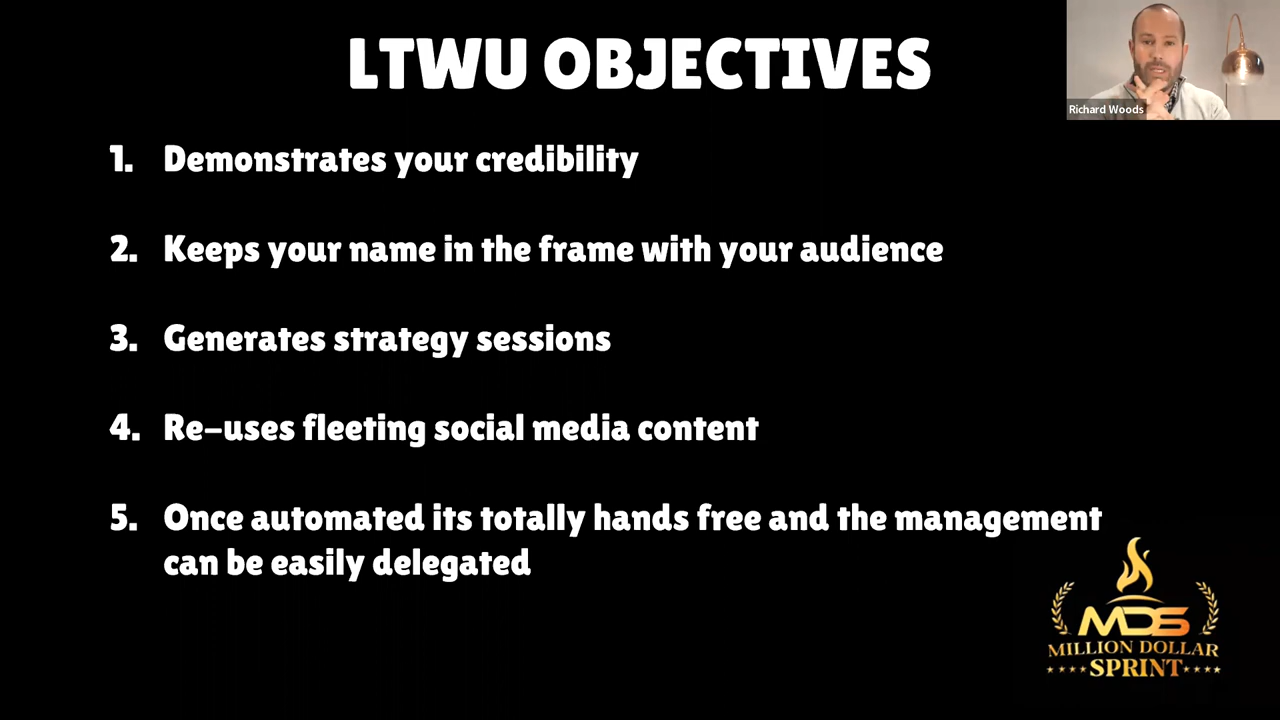 LTWU OBJECTIVES
Richard Woods
1. Demonstrates your credibility
2. Keeps your name in the frame with your audience
3. Generates strategy sessions
4. Re-uses fleeting social media content
5. Once automated its totally hands free and the management
can be easily delegated
MDS
MILLION DOLLAR
SPRINT